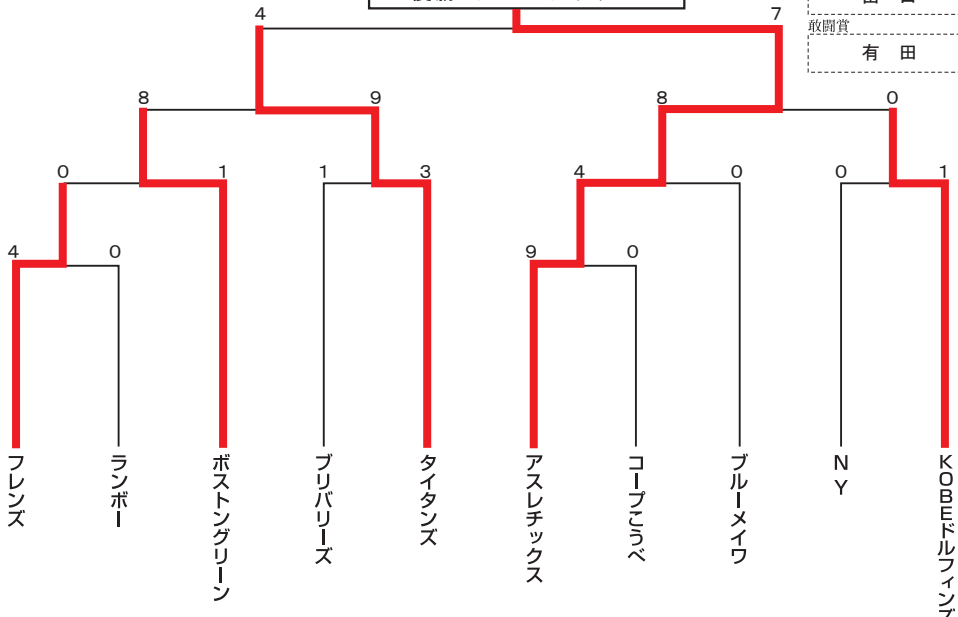 4
7
敢闘賞
有 田
8
9
8
0
0
1
1
3
4
0
0
1
4
0
9
0
フレンズ
ランボー
ボストングリーン
ブリバリーズ
タイタンズ
アスレチックス
コープこうべ
ブルーメイワ
NY
KOBEドルフィンズ